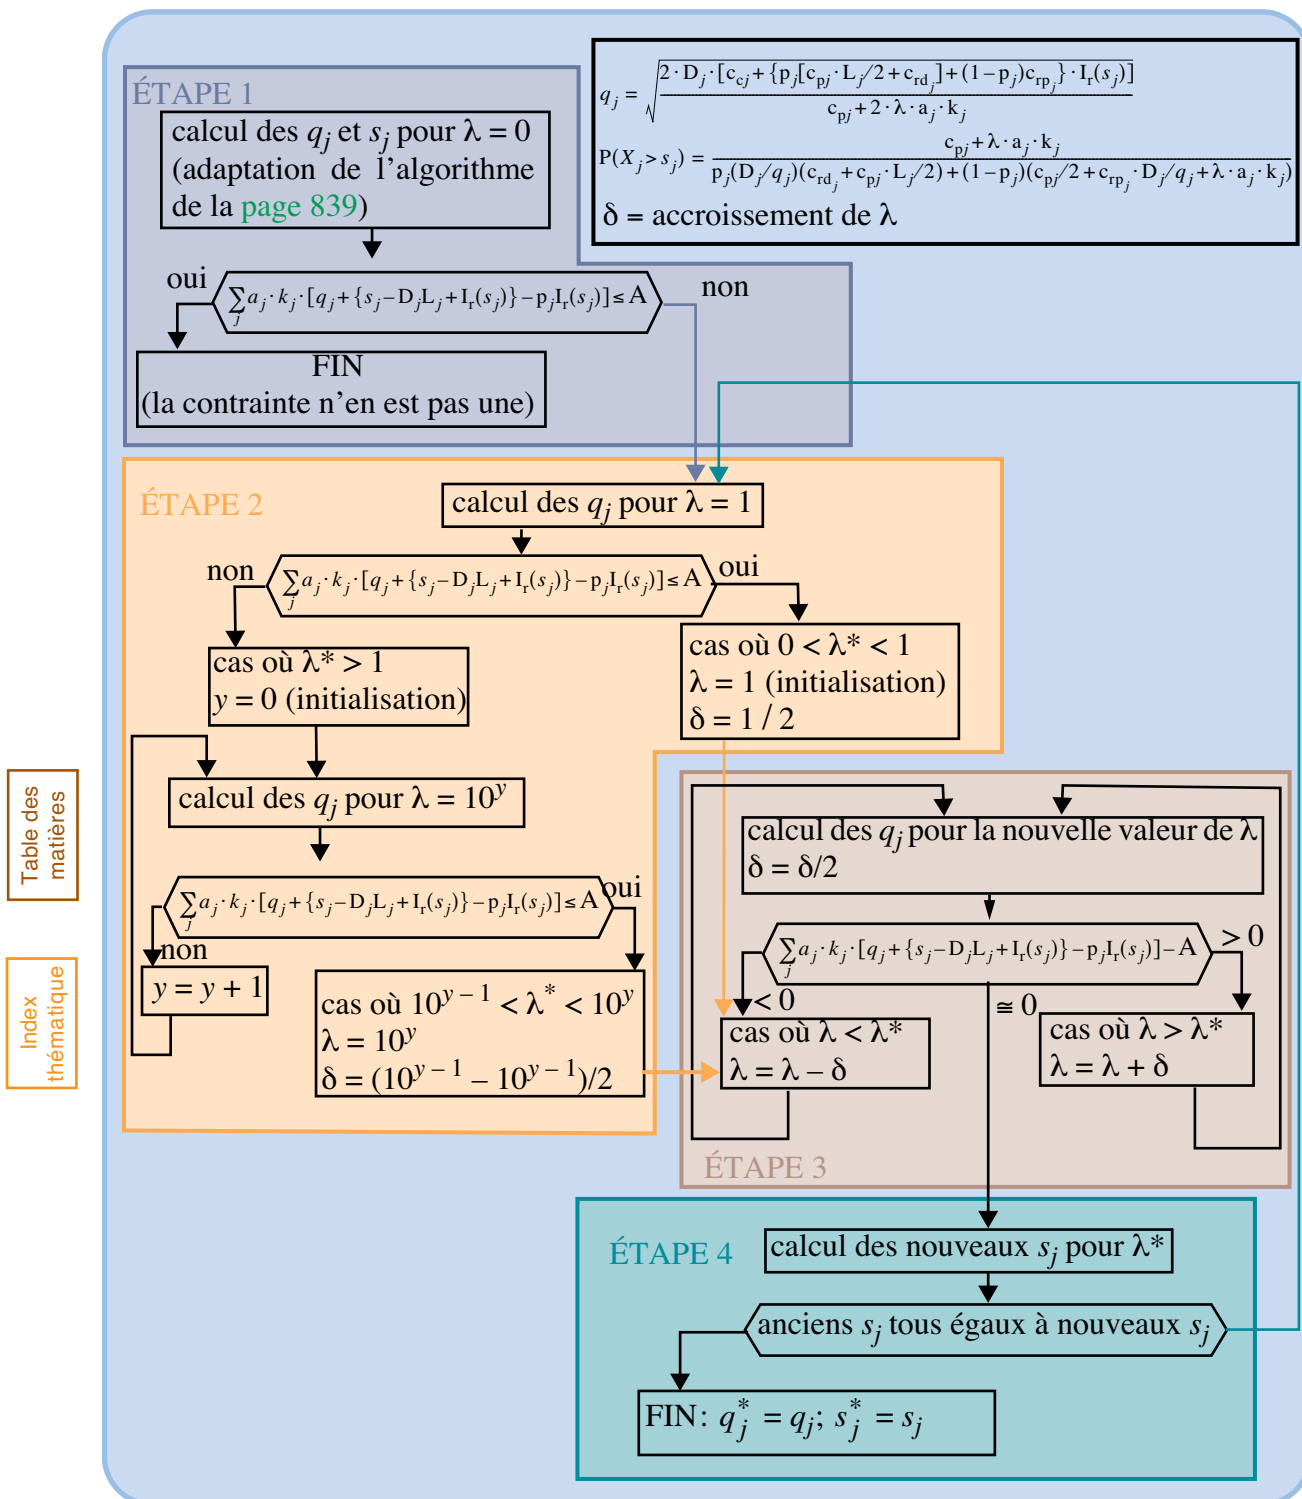 ÉTAPE 1
calcul des q_j et s_j pour λ = 0
(adaptation de l'algorithme
de la page 839)
q_j = √(2 · D_j · [c_cj + {p_j[c_pj · L_j/2 + c_rd_j] + (1 – p_j)c_rp_j} · I_r(s_j)] / (c_pj + 2 · λ · a_j · k_j))
P(X_j > s_j) = (c_pj + λ · a_j · k_j) / (p_j(D_j/q_j)(c_rd_j + c_pj · L_j/2) + (1 – p_j)(c_pj/2 + c_rp_j · D_j/q_j + λ · a_j · k_j))
δ = accroissement de λ
oui
∑_j a_j · k_j · [q_j + {s_j – D_jL_j + I_r(s_j)} – p_jI_r(s_j)] ≤ A
non
FIN
(la contrainte n'en est pas une)
ÉTAPE 2
calcul des q_j pour λ = 1
non
∑_j a_j · k_j · [q_j + {s_j – D_jL_j + I_r(s_j)} – p_jI_r(s_j)] ≤ A
oui
cas où λ* > 1
y = 0 (initialisation)
cas où 0 < λ* < 1
λ = 1 (initialisation)
δ = 1 / 2
calcul des q_j pour λ = 10^y
∑_j a_j · k_j · [q_j + {s_j – D_jL_j + I_r(s_j)} – p_jI_r(s_j)] ≤ A
oui
non
y = y + 1
cas où 10^{y – 1} < λ* < 10^y
λ = 10^y
δ = (10^{y – 1} – 10^{y – 1})/2
calcul des q_j pour la nouvelle valeur de λ
δ = δ/2
∑_j a_j · k_j · [q_j + {s_j – D_jL_j + I_r(s_j)} – p_jI_r(s_j)] – A
> 0
< 0
≅ 0
cas où λ < λ*
λ = λ – δ
cas où λ > λ*
λ = λ + δ
ÉTAPE 3
ÉTAPE 4
calcul des nouveaux s_j pour λ*
anciens s_j tous égaux à nouveaux s_j
FIN: q_j* = q_j; s_j* = s_j
Table des
matières
Index
thématique